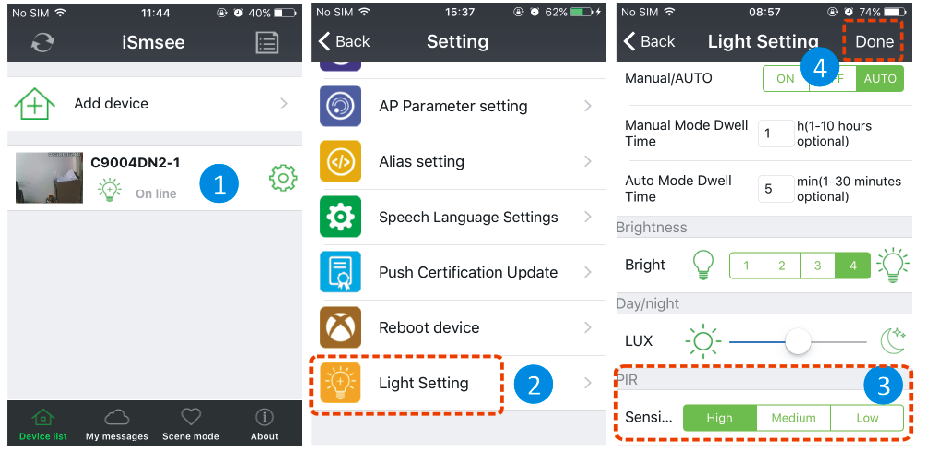 No SIM 11:44 40%
iSmsee
Add device
C9004DN2-1
On line
1
Device list My messages Scene mode About
No SIM 15:37 62%
Back Setting
AP Parameter setting
Alias setting
Speech Language Settings
Push Certification Update
Reboot device
Light Setting
2
No SIM 08:57 74%
Back Light Setting Done
4
Manual/AUTO ON AUTO
Manual Mode Dwell
Time
1
h(1-10 hours
optional)
Auto Mode Dwell
Time
5
min(1-30 minutes
optional)
Brightness
Bright 1 2 3 4
Day/night
LUX
PIR
3
Sensi... High Medium Low